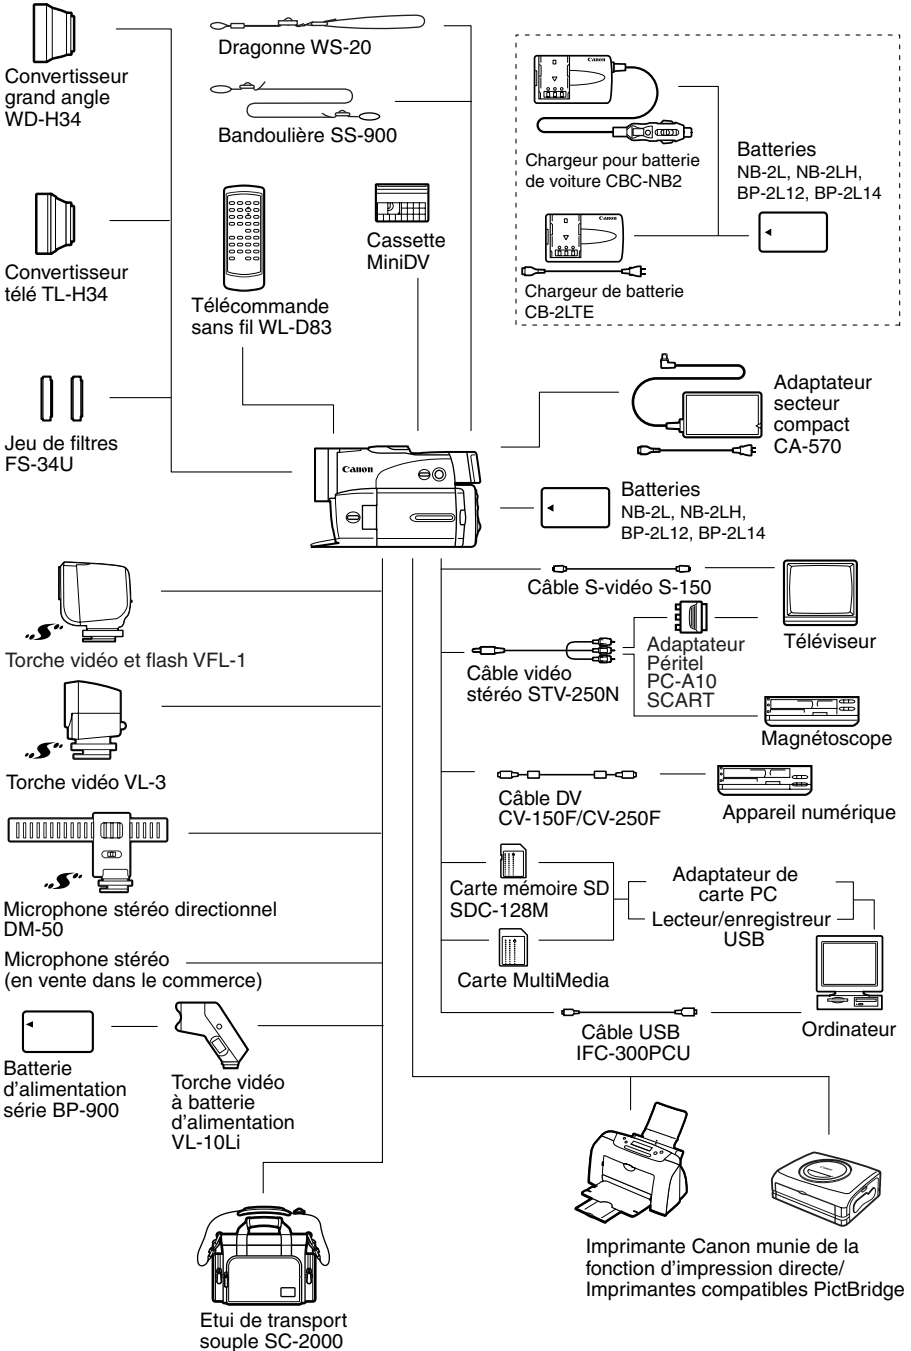 Dragonne WS-20
Convertisseur
grand angle
WD-H34
Bandoulière SS-900
Canon
Chargeur pour batterie
de voiture CBC-NB2
Batteries
NB-2L, NB-2LH,
BP-2L12, BP-2L14
Canon
Chargeur de batterie
CB-2LTE
Cassette
MiniDV
Convertisseur
télé TL-H34
Télécommande
sans fil WL-D83
Jeu de filtres
FS-34U
Canon
Adaptateur
secteur
compact
CA-570
Batteries
NB-2L, NB-2LH,
BP-2L12, BP-2L14
Câble S-vidéo S-150
Téléviseur
Torche vidéo et flash VFL-1
Câble vidéo
stéréo STV-250N
Adaptateur
Péritel
PC-A10
SCART
Magnétoscope
Torche vidéo VL-3
Câble DV
CV-150F/CV-250F
Appareil numérique
Microphone stéréo directionnel
DM-50
Carte mémoire SD
SDC-128M
Adaptateur de
carte PC
Lecteur/enregistreur
USB
Microphone stéréo
(en vente dans le commerce)
Carte MultiMedia
Ordinateur
Câble USB
IFC-300PCU
Batterie
d'alimentation
série BP-900
Torche vidéo
à batterie
d'alimentation
VL-10Li
Imprimante Canon munie de la
fonction d'impression directe/
Imprimantes compatibles PictBridge
Etui de transport
souple SC-2000